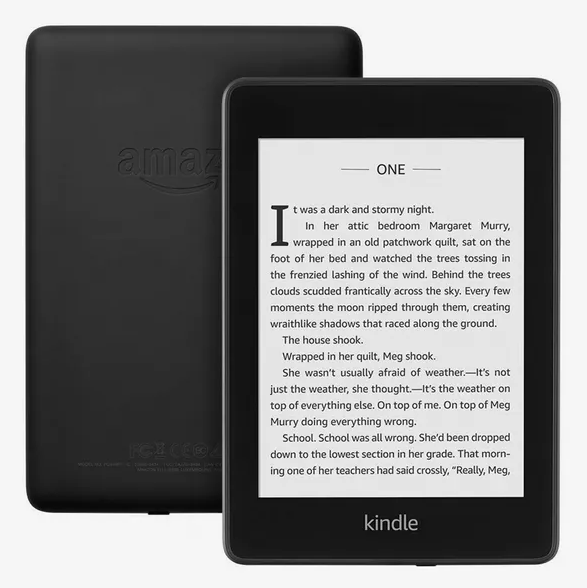 amaz
ONE
It was a dark and stormy night.
In her attic bedroom Margaret Murry,
wrapped in an old patchwork quilt, sat on the
foot of her bed and watched the trees tossing in
the frenzied lashing of the wind. Behind the trees
clouds scudded frantically across the sky. Every few
moments the moon ripped through them, creating
wraithlike shadows that raced along the ground.
The house shook.
Wrapped in her quilt, Meg shook.
She wasn't usually afraid of weather.—It's not
just the weather, she thought.—It's the weather on
top of everything else. On top of me. On top of Meg
Murry doing everything wrong.
School. School was all wrong. She'd been dropped
down to the lowest section in her grade. That morn-
ing one of her teachers had said crossly, "Really, Meg,
kindle